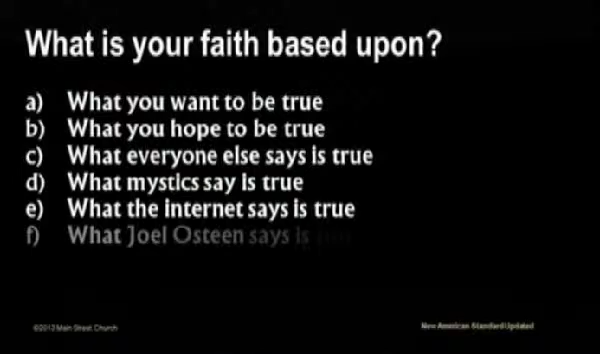 What is your faith based upon?
a) What you want to be true
b) What you hope to be true
c) What everyone else says is true
d) What mystics say is true
e) What the internet says is true
f) What Joel Osteen says is
©2013 Main Street Church
New American Standard Updated